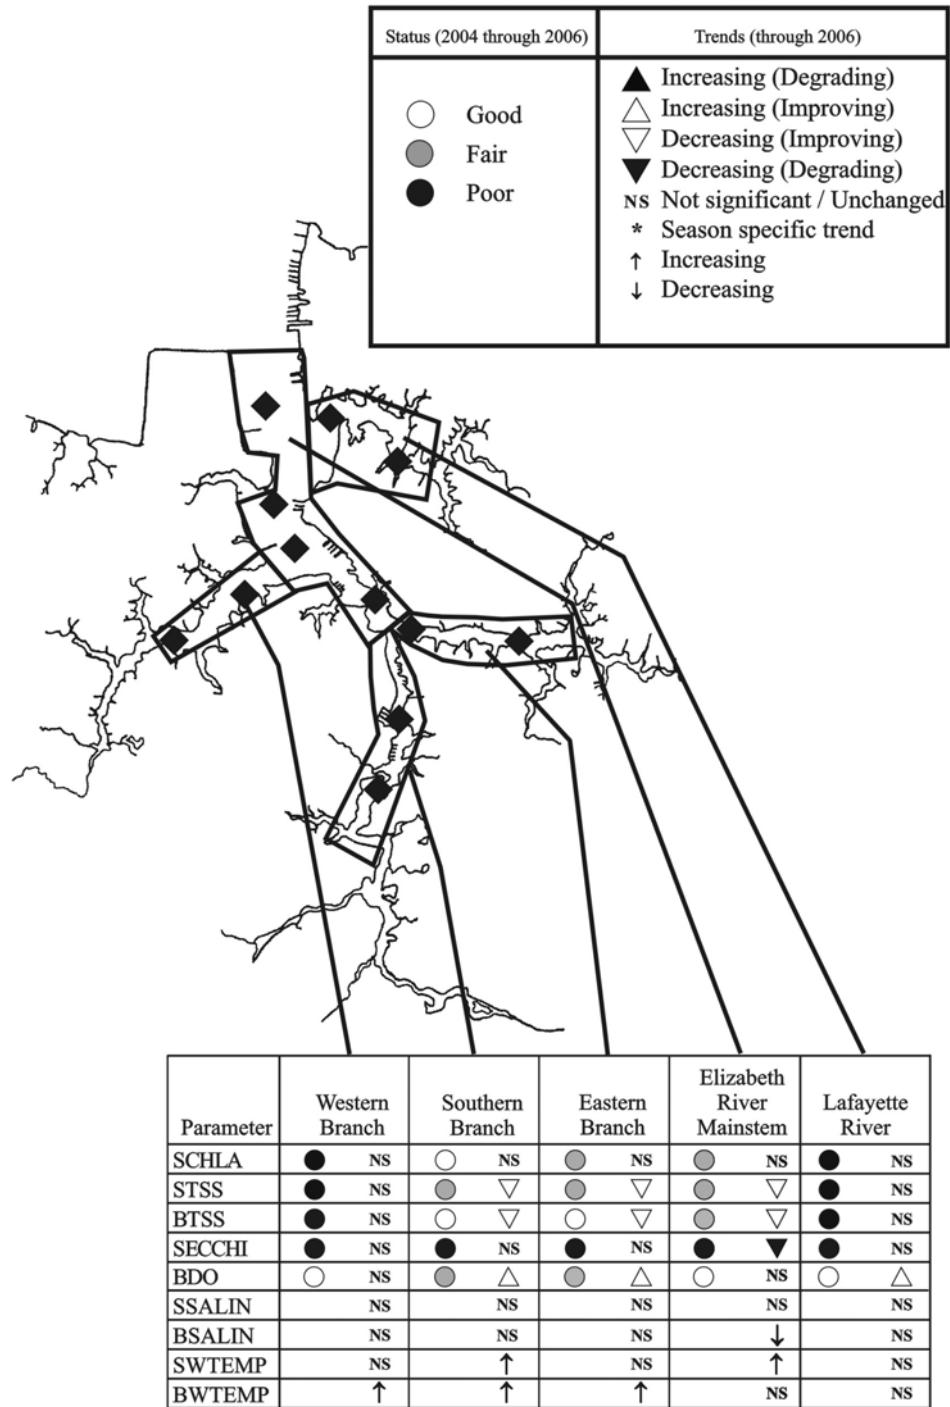 Status (2004 through 2006) Trends (through 2006)
Good
Fair
Poor
Increasing (Degrading)
Increasing (Improving)
Decreasing (Improving)
Decreasing (Degrading)
NS Not significant / Unchanged
* Season specific trend
↑ Increasing
↓ Decreasing
Parameter Western Branch Southern Branch Eastern Branch Elizabeth River Mainstem Lafayette River
SCHLA NS NS NS NS NS
STSS NS NS
BTSS NS NS
SECCHI NS NS NS NS
BDO NS NS
SSALIN NS NS NS NS NS
BSALIN NS NS NS ↓ NS
SWTEMP NS ↑ NS ↑ NS
BWTEMP ↑ ↑ ↑ NS NS